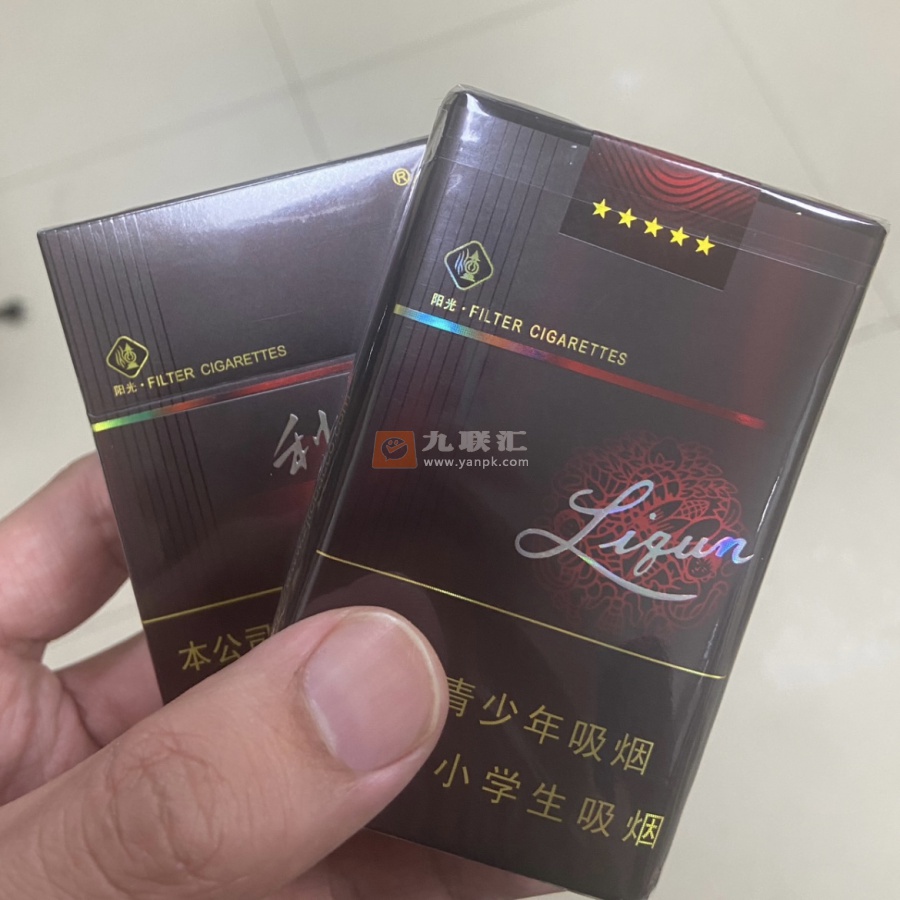 ®
阳光·FILTER CIGARETTES
本公司
阳光·FILTER CIGARETTES
Liqun
青少年吸烟
小学生吸烟
九联汇
www.yanpk.com